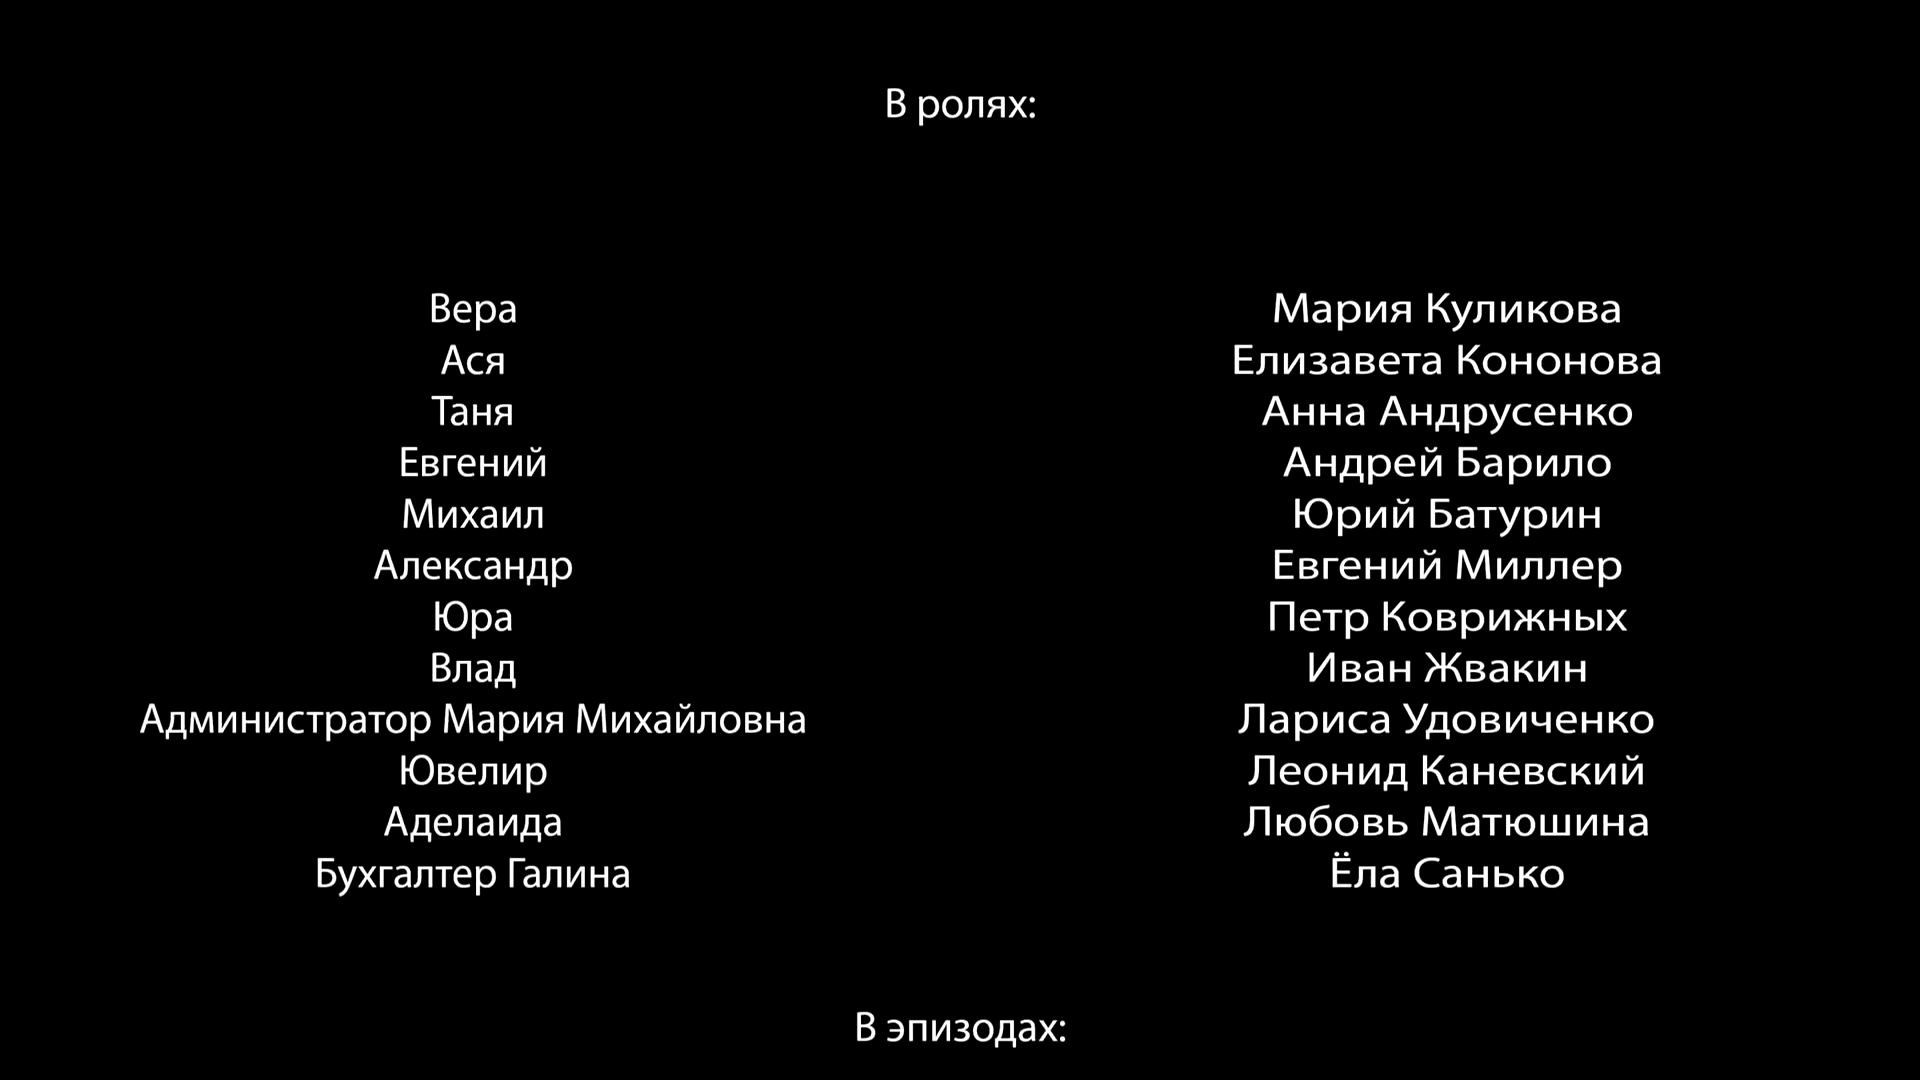 В ролях:
Вера Мария Куликова
Ася Елизавета Кононова
Таня Анна Андрусенко
Евгений Андрей Барило
Михаил Юрий Батурин
Александр Евгений Миллер
Юра Петр Коврижных
Влад Иван Жвакин
Администратор Мария Михайловна Лариса Удовиченко
Ювелир Леонид Каневский
Аделаида Любовь Матюшина
Бухгалтер Галина Ёла Санько
В эпизодах: